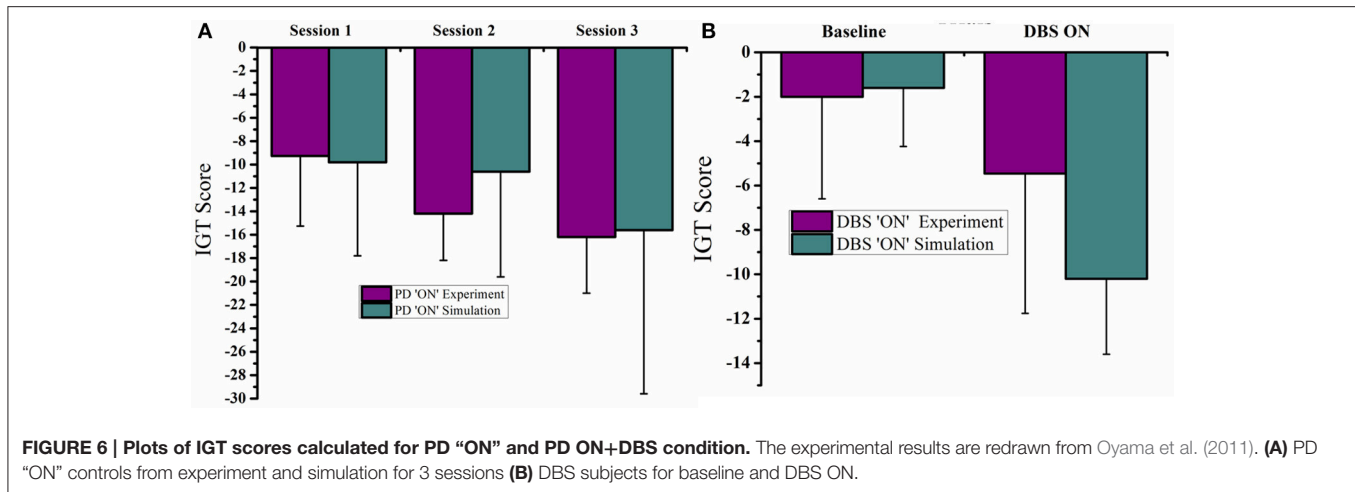 A
Session 1 Session 2 Session 3
0
-2
-4
-6
-8
-10
-12
-14
-16
-18
-20
-22
-24
-26
-28
-30
IGT Score
PD 'ON' Experiment
PD 'ON' Simulation
B
Baseline DBS ON
0
-2
-4
-6
-8
-10
-12
-14
IGT Score
DBS 'ON' Experiment
DBS 'ON' Simulation
FIGURE 6 | Plots of IGT scores calculated for PD “ON” and PD ON+DBS condition. The experimental results are redrawn from Oyama et al. (2011). (A) PD
“ON” controls from experiment and simulation for 3 sessions (B) DBS subjects for baseline and DBS ON.